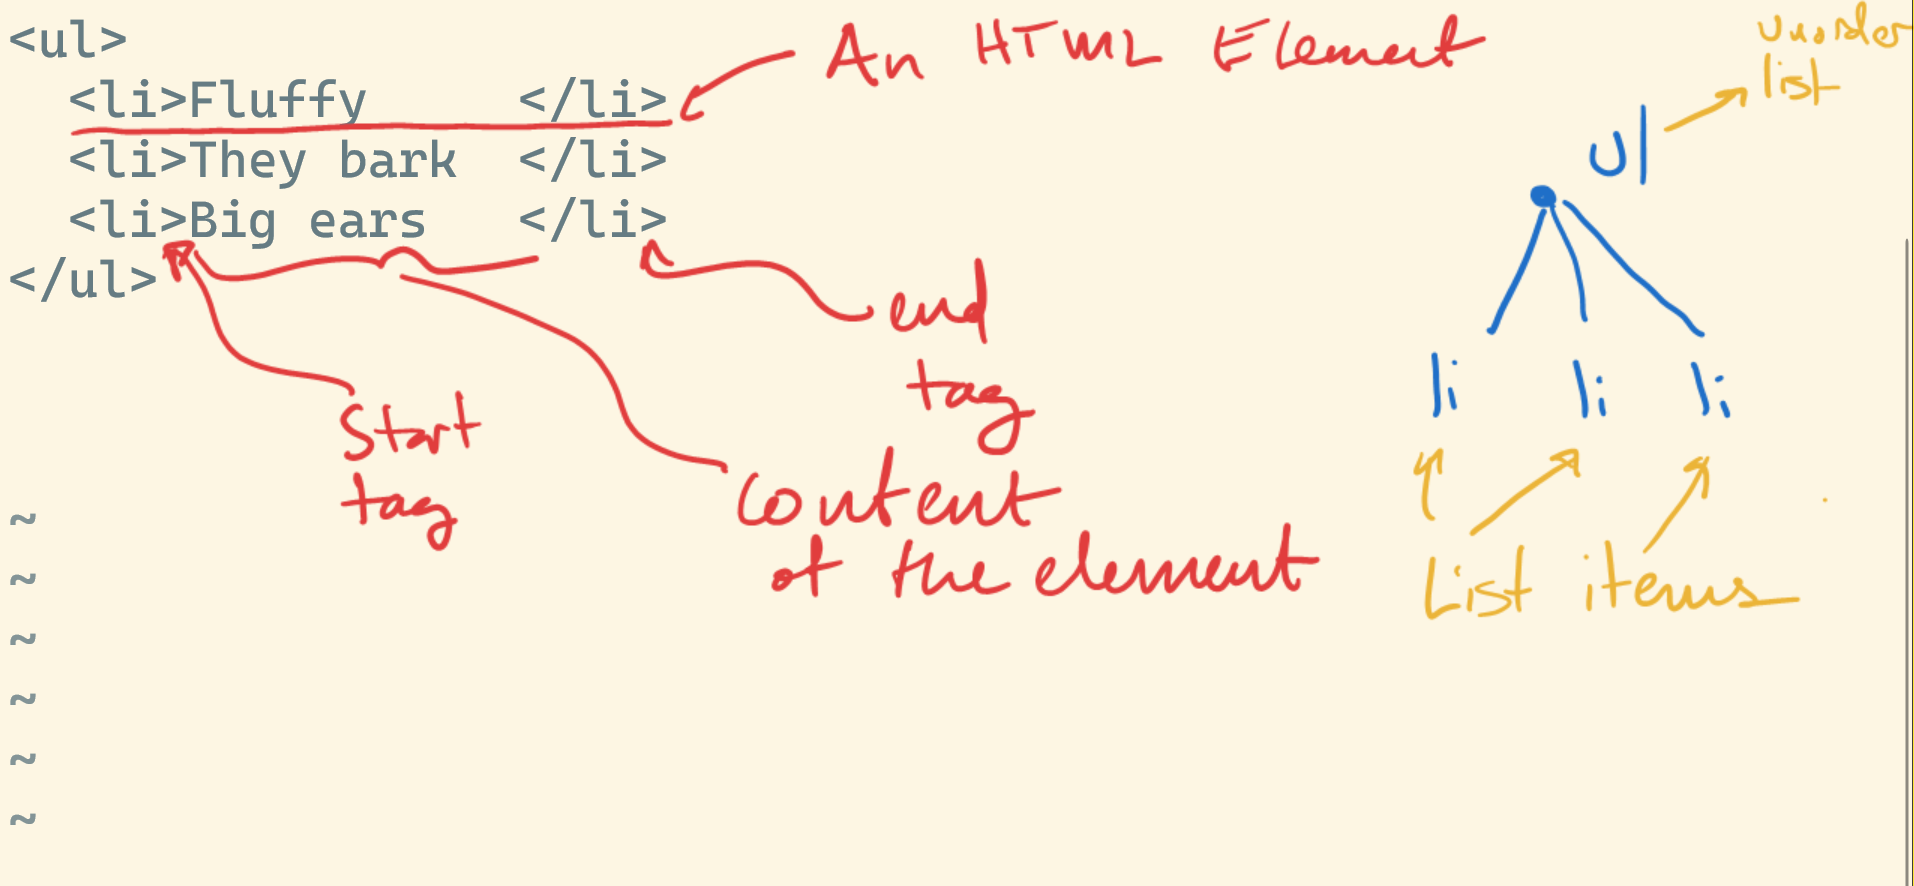 <ul>
  <li>Fluffy     </li>
  <li>They bark  </li>
  <li>Big ears   </li>
</ul>
~
~
~
~
~
~
An HTML Element
start
tag
end
tag
content
of the element
unorder
list
ul
li li li
List items